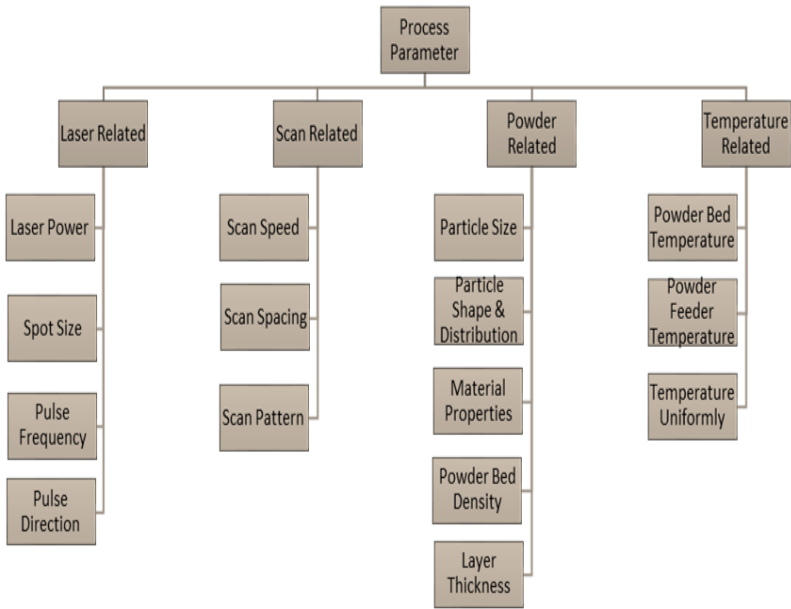 Process
Parameter
Laser Related
Scan Related
Powder
Related
Temperature
Related
Laser Power
Spot Size
Pulse
Frequency
Pulse
Direction
Scan Speed
Scan Spacing
Scan Pattern
Particle Size
Particle
Shape &
Distribution
Material
Properties
Powder Bed
Density
Layer
Thickness
Powder Bed
Temperature
Powder
Feeder
Temperature
Temperature
Uniformly